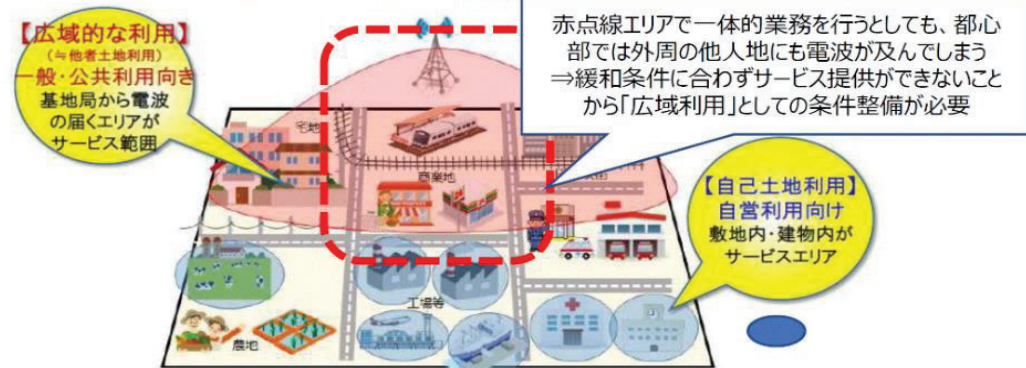 【広域的な利用】
(≒他者土地利用)
一般・公共利用向き
基地局から電波
の届くエリアが
サービス範囲
赤点線エリアで一体的業務を行うとしても、都心
部では外周の他人地にも電波が及んでしまう
⇒緩和条件に合わずサービス提供ができないこと
から「広域利用」としての条件整備が必要
宅地
商業地
【自己土地利用】
自営利用向け
敷地内・建物内が
サービスエリア
工場等
農地